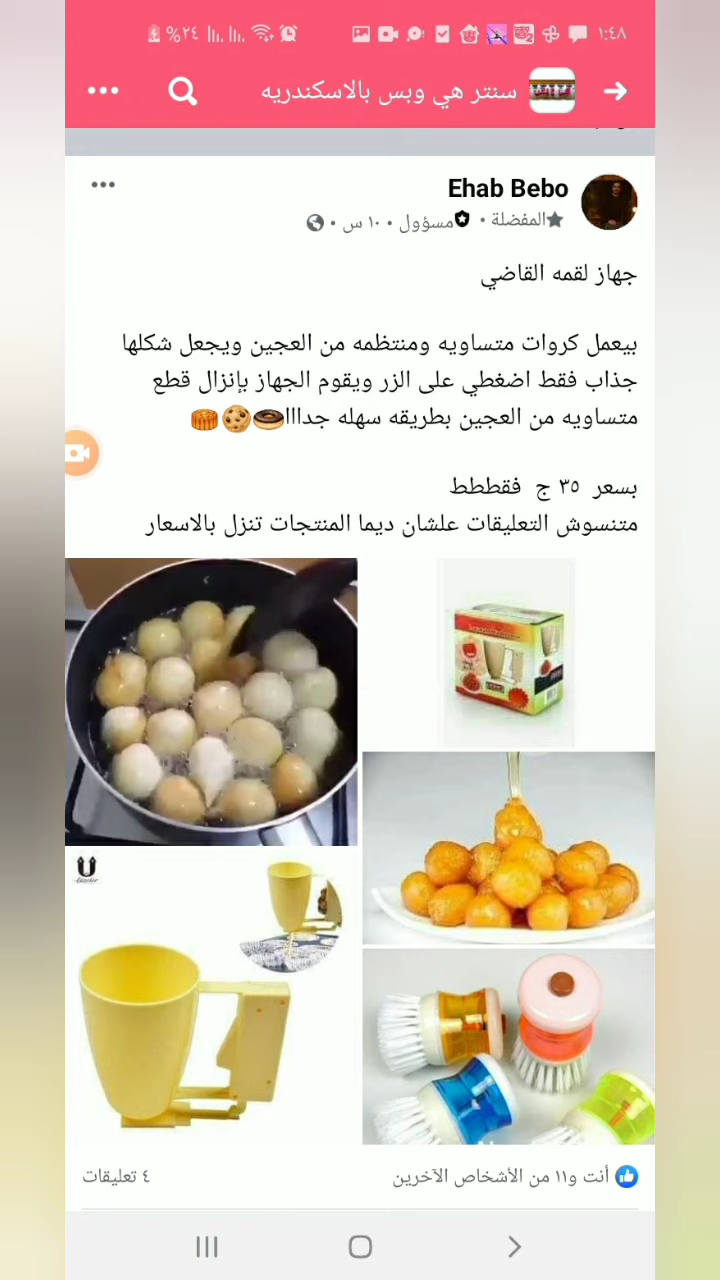 ١:٤٨
%٢٤
سنتر هي وبس بالاسكندريه
Ehab Bebo
المفضلة • مسؤول • ١٠ س •
جهاز لقمه القاضي
بيعمل كروات متساويه ومنتظمه من العجين ويجعل شكلها
جذاب فقط اضغطي على الزر ويقوم الجهاز بإنزال قطع
متساويه من العجين بطريقه سهله جدااا
بسعر ٣٥ ج فقطططط
متنسوش التعليقات علشان ديما المنتجات تنزل بالاسعار
أنت و١١ من الأشخاص الآخرين
٤ تعليقات